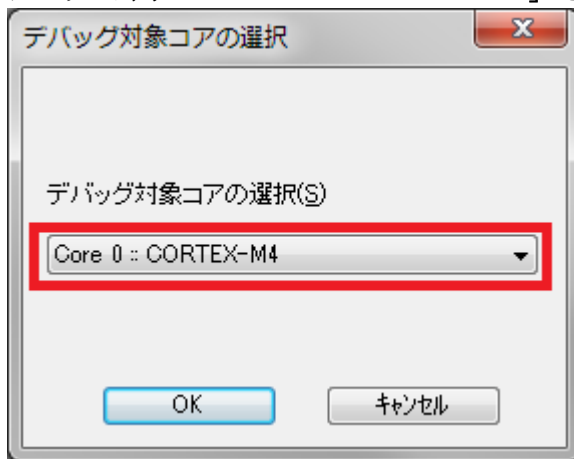 デバッグ対象コアの選択
デバッグ対象コアの選択(S)
Core 0 :: CORTEX-M4
OK
キャンセル